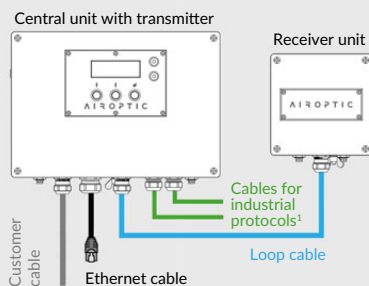 Central unit with transmitter
Receiver unit
AIROPTIC
AIROPTIC
Cables for
industrial
protocols¹
Loop cable
Customer
cable
Ethernet cable